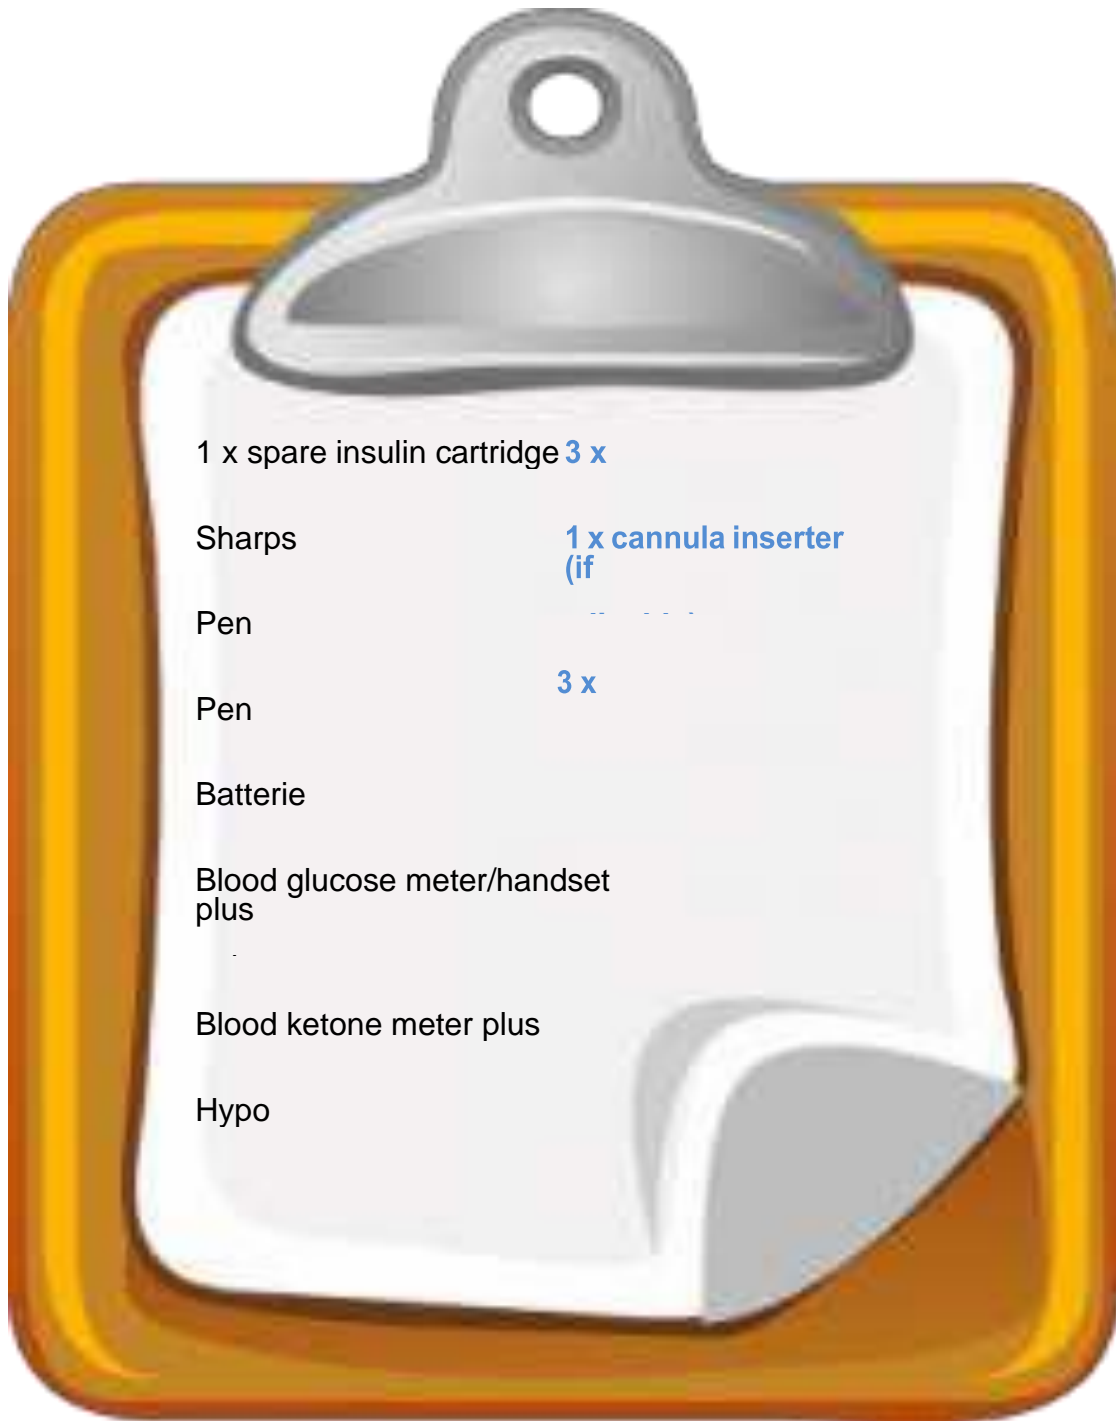 1 x spare insulin cartridge 3 x
Sharps
1 x cannula inserter
(if
Pen
3 x
Pen
Batterie
Blood glucose meter/handset
plus
Blood ketone meter plus
Hypo